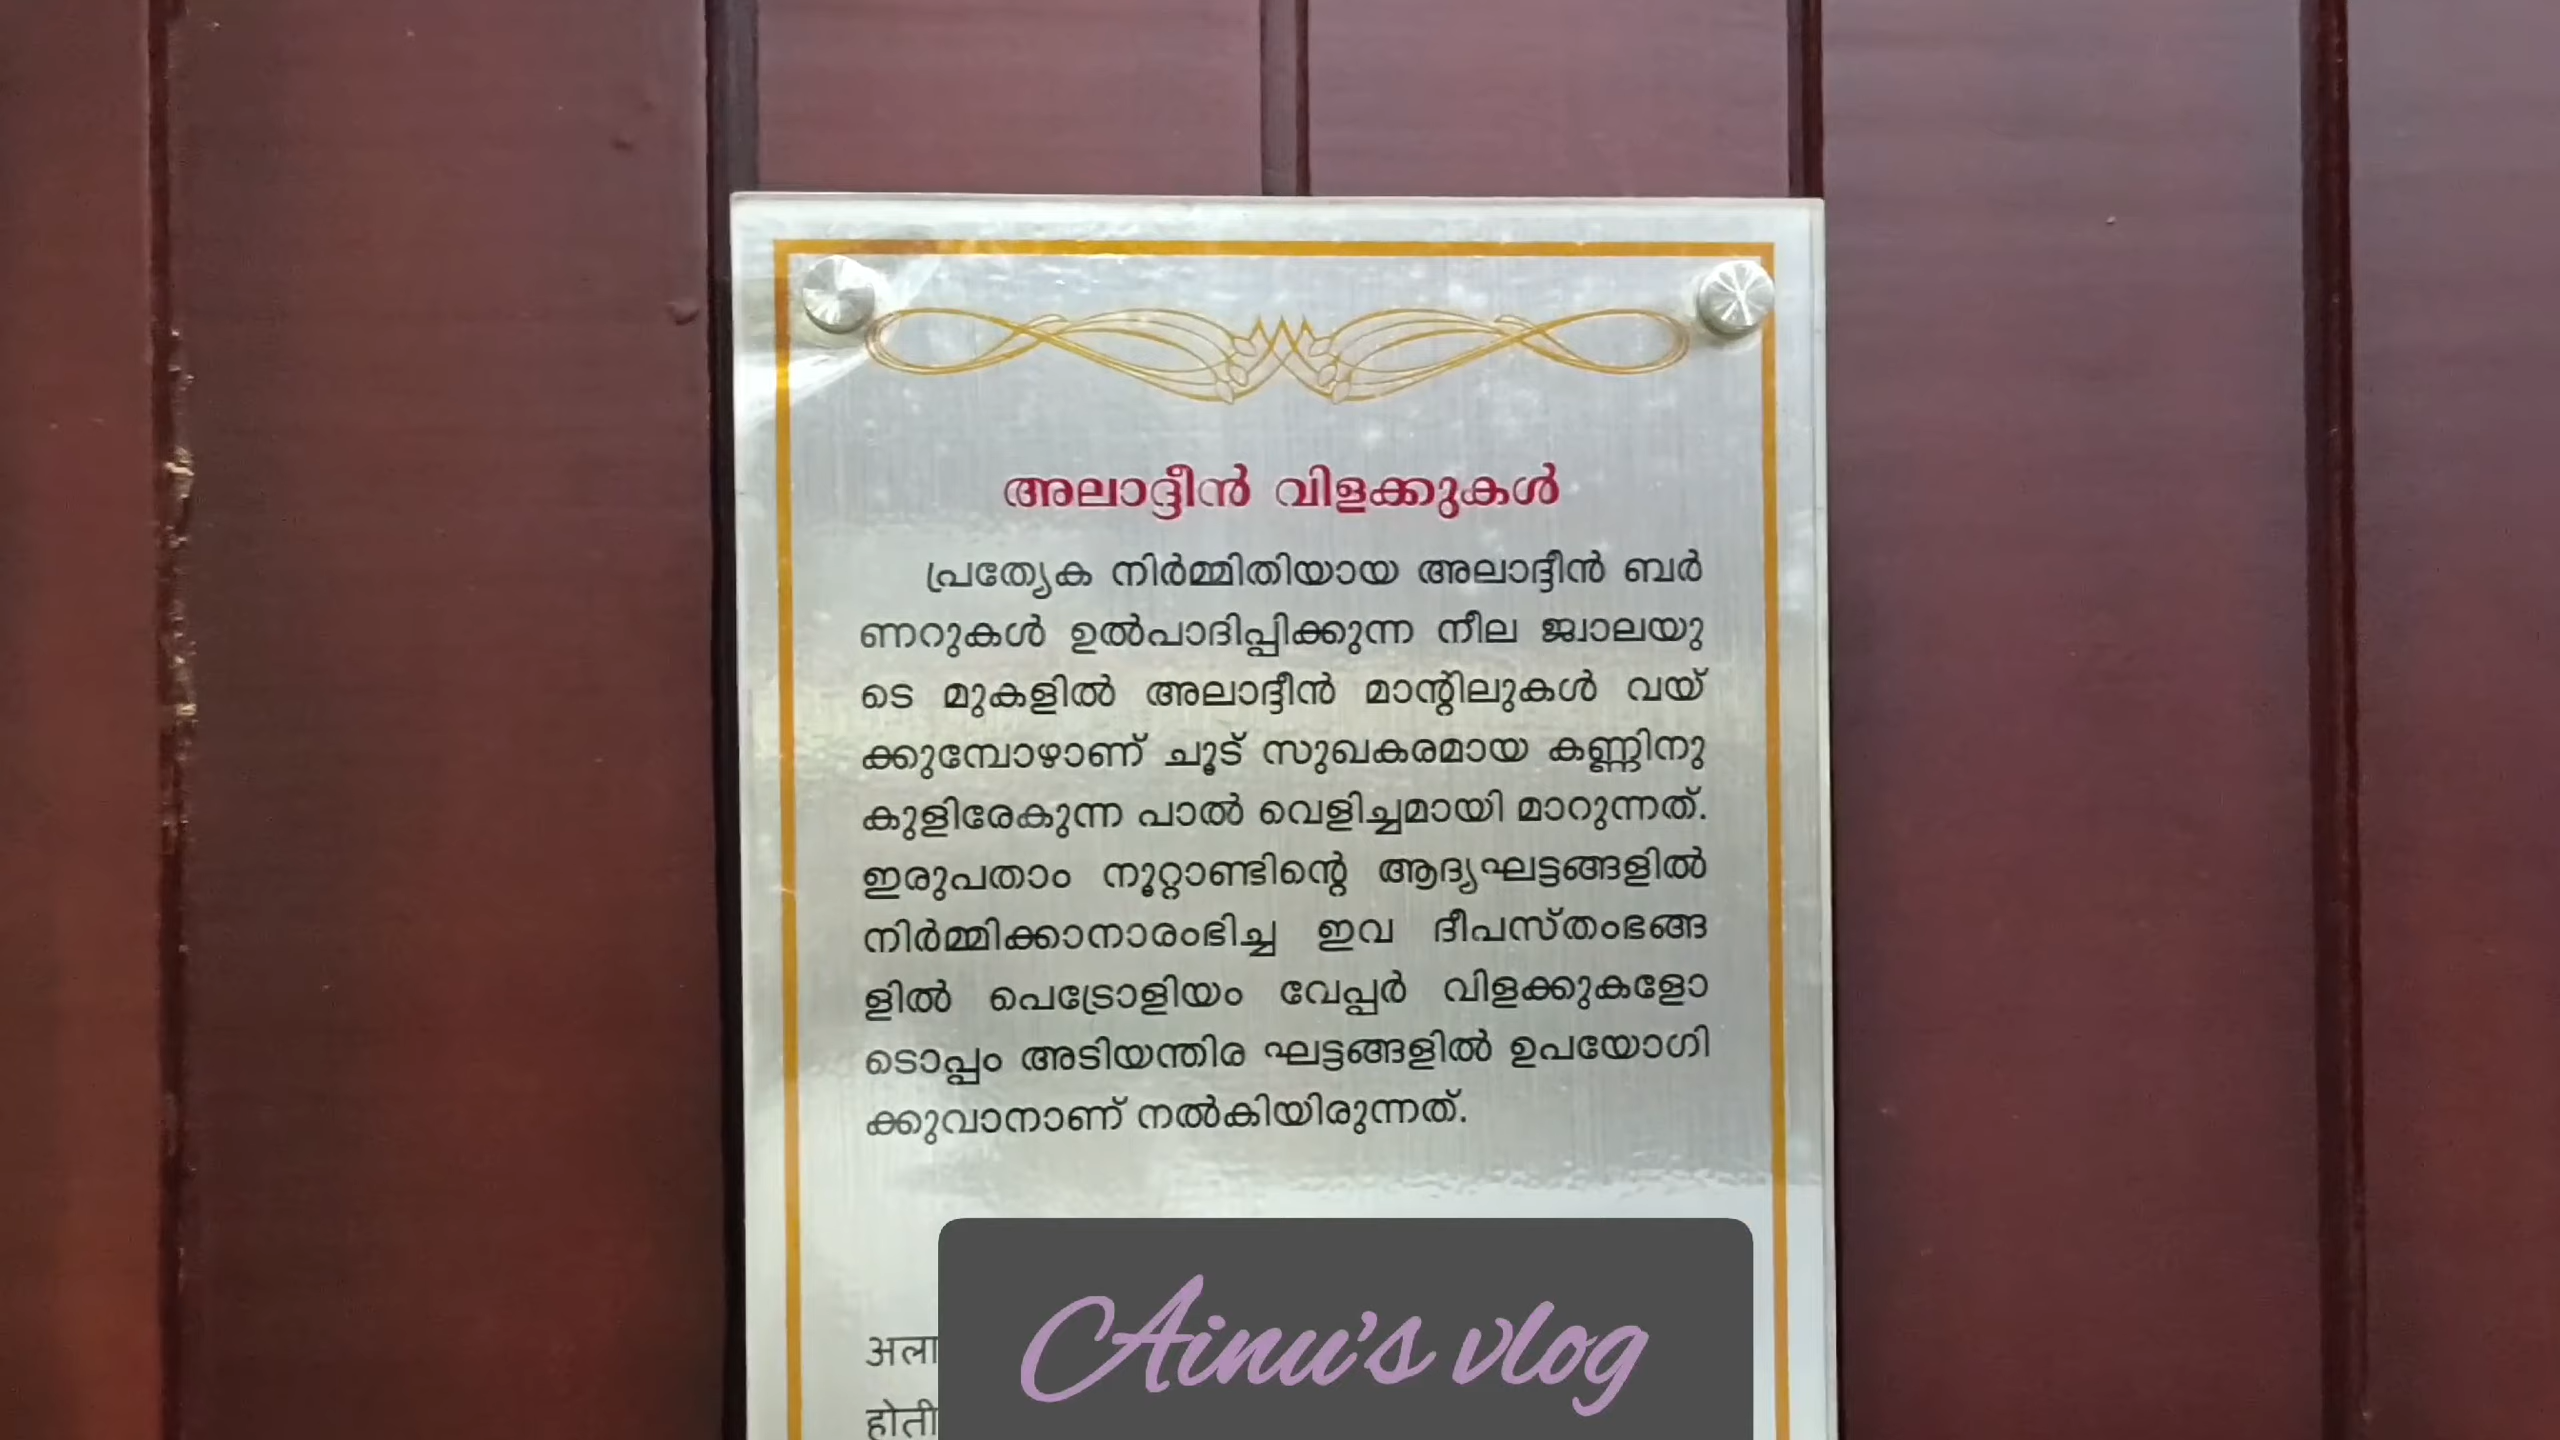 അലാദ്ദീൻ വിളക്കുകൾ
പ്രത്യേക നിർമ്മിതിയായ അലാദ്ദീൻ ബർ
ണറുകൾ ഉൽപാദിപ്പിക്കുന്ന നീല ജ്വാലയു
ടെ മുകളിൽ അലാദ്ദീൻ മാന്റിലുകൾ വയ്
ക്കുമ്പോഴാണ് ചൂട് സുഖകരമായ കണ്ണിനു
കുളിരേകുന്ന പാൽ വെളിച്ചമായി മാറുന്നത്.
ഇരുപതാം നൂറ്റാണ്ടിന്റെ ആദ്യഘട്ടങ്ങളിൽ
നിർമ്മിക്കാനാരംഭിച്ച ഇവ ദീപസ്തംഭങ്ങ
ളിൽ പെട്രോളിയം വേപ്പർ വിളക്കുകളോ
ടൊപ്പം അടിയന്തിര ഘട്ടങ്ങളിൽ ഉപയോഗി
ക്കുവാനാണ് നൽകിയിരുന്നത്.
अला
होती
Ainu's vlog